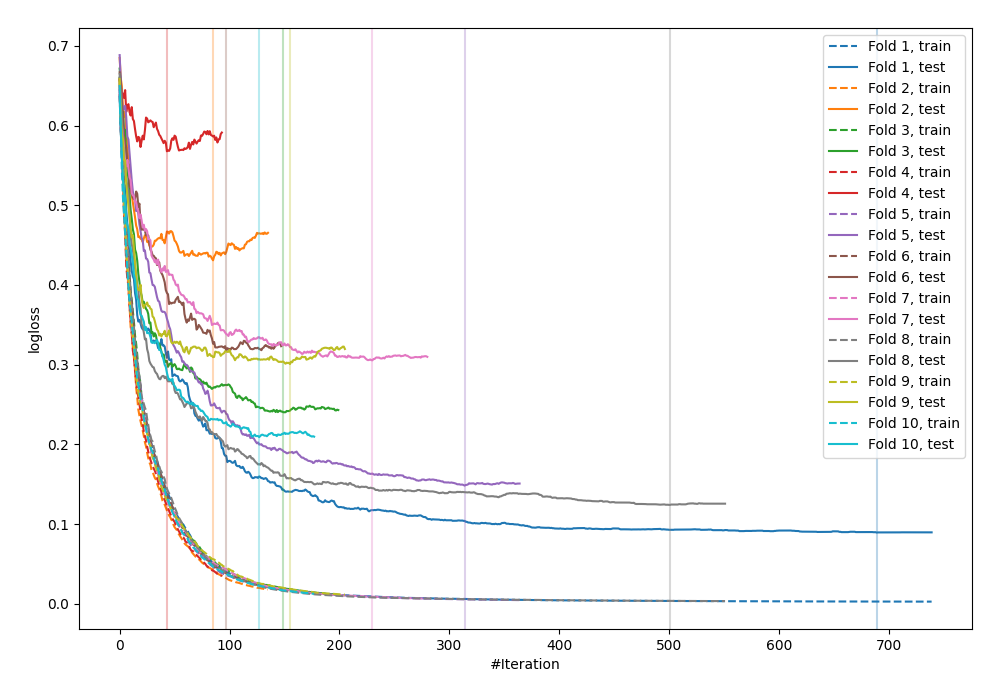 0.7
0.6
0.5
0.4
0.3
0.2
0.1
0.0
logloss
0
100
200
300
400
500
600
700
#Iteration
Fold 1, train
Fold 1, test
Fold 2, train
Fold 2, test
Fold 3, train
Fold 3, test
Fold 4, train
Fold 4, test
Fold 5, train
Fold 5, test
Fold 6, train
Fold 6, test
Fold 7, train
Fold 7, test
Fold 8, train
Fold 8, test
Fold 9, train
Fold 9, test
Fold 10, train
Fold 10, test